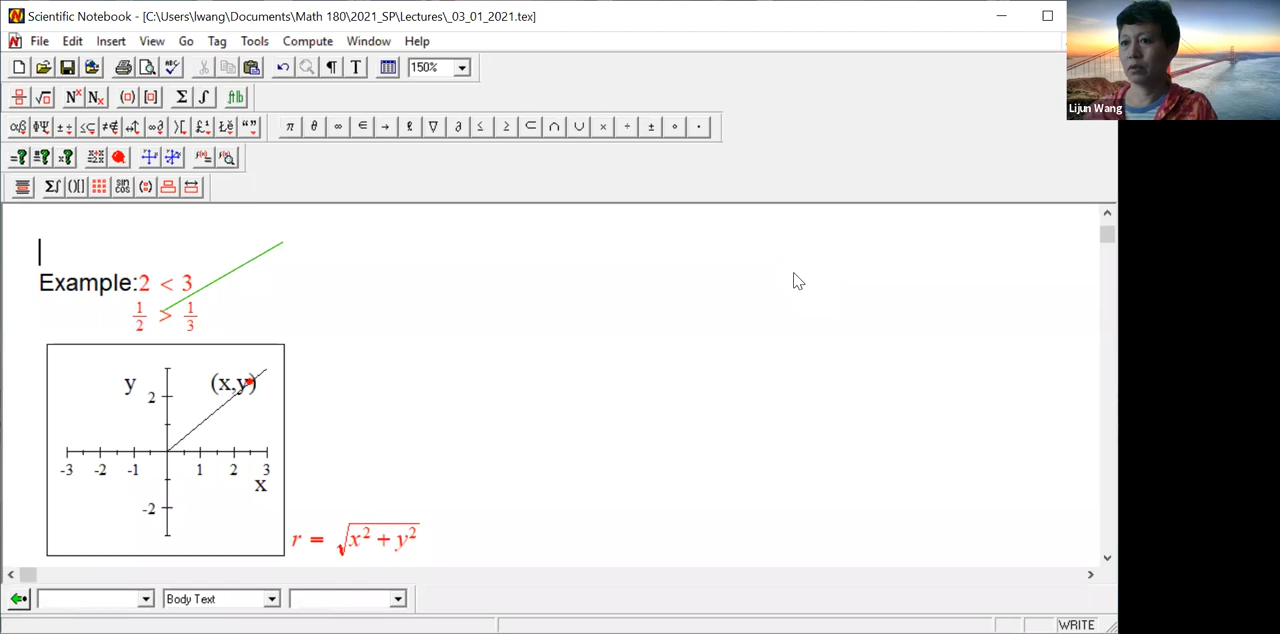 Scientific Notebook - [C:\Users\lwang\Documents\Math 180\2021_SP\Lectures\_03_01_2021.tex]
File Edit Insert View Go Tag Tools Compute Window Help
150%
π θ ∞ ∈ → ℓ ∇ ∂ ≤ ≥ ⊂ ∩ ∪ × ÷ ± ∘ ·
Lijun Wang
Example:2 < 3
1/2 > 1/3
y (x,y)
2
-3 -2 -1 1 2 3
x
-2
r = √(x² + y²)
Body Text
WRITE